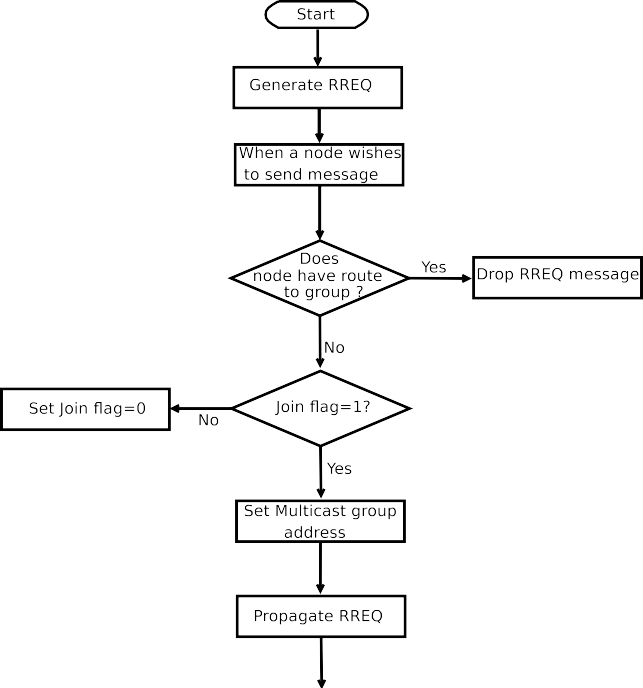 Start
Generate RREQ
When a node wishes
to send message
Does
node have route
to group ?
Yes
Drop RREQ message
No
Join flag=1?
No
Set Join flag=0
Yes
Set Multicast group
address
Propagate RREQ